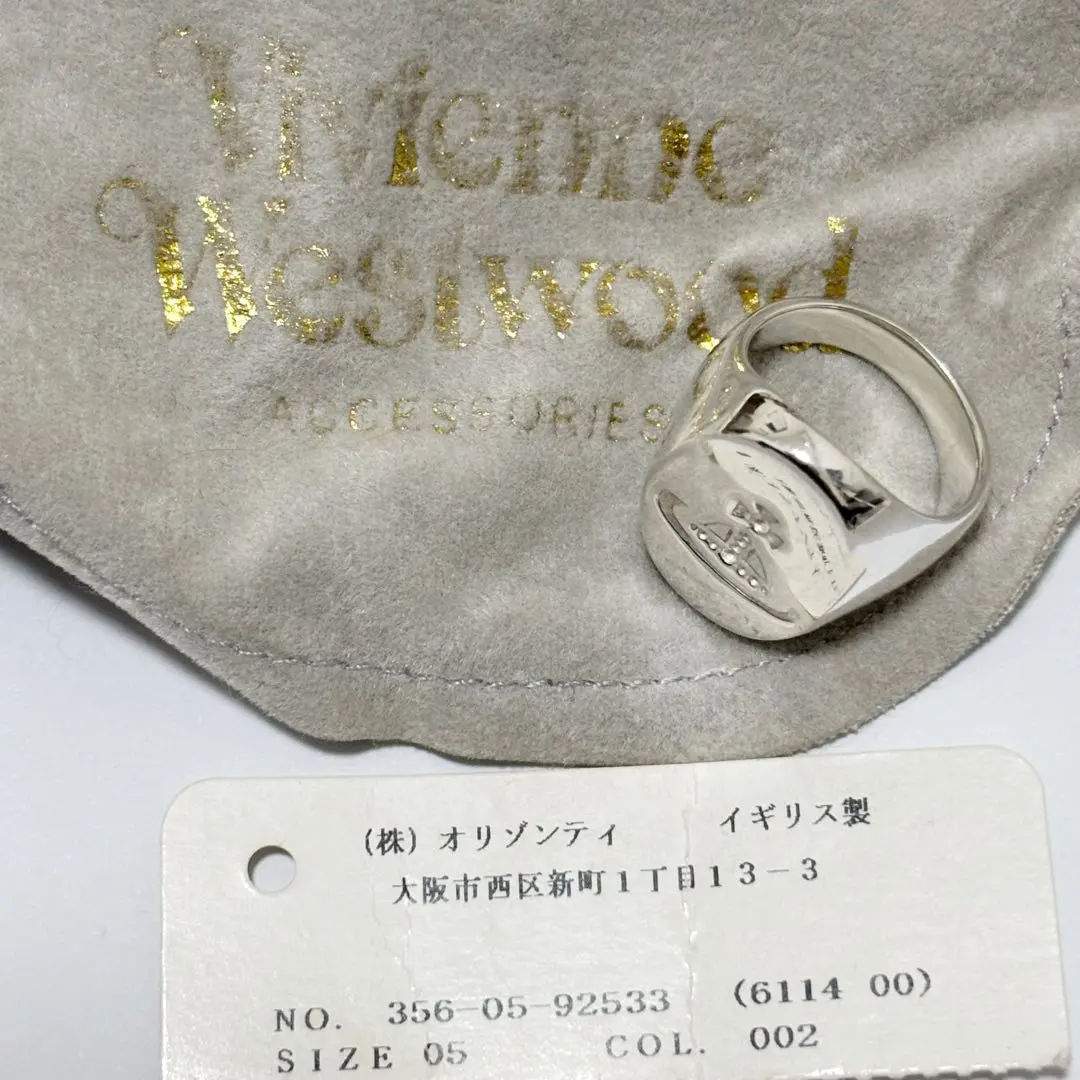 Vivienne
Westwood
ACCESSORIES
(株) オリゾンティ イギリス製
大阪市西区新町1丁目13-3
NO. 356-05-92533 (6114 00)
SIZE 05 COL. 002